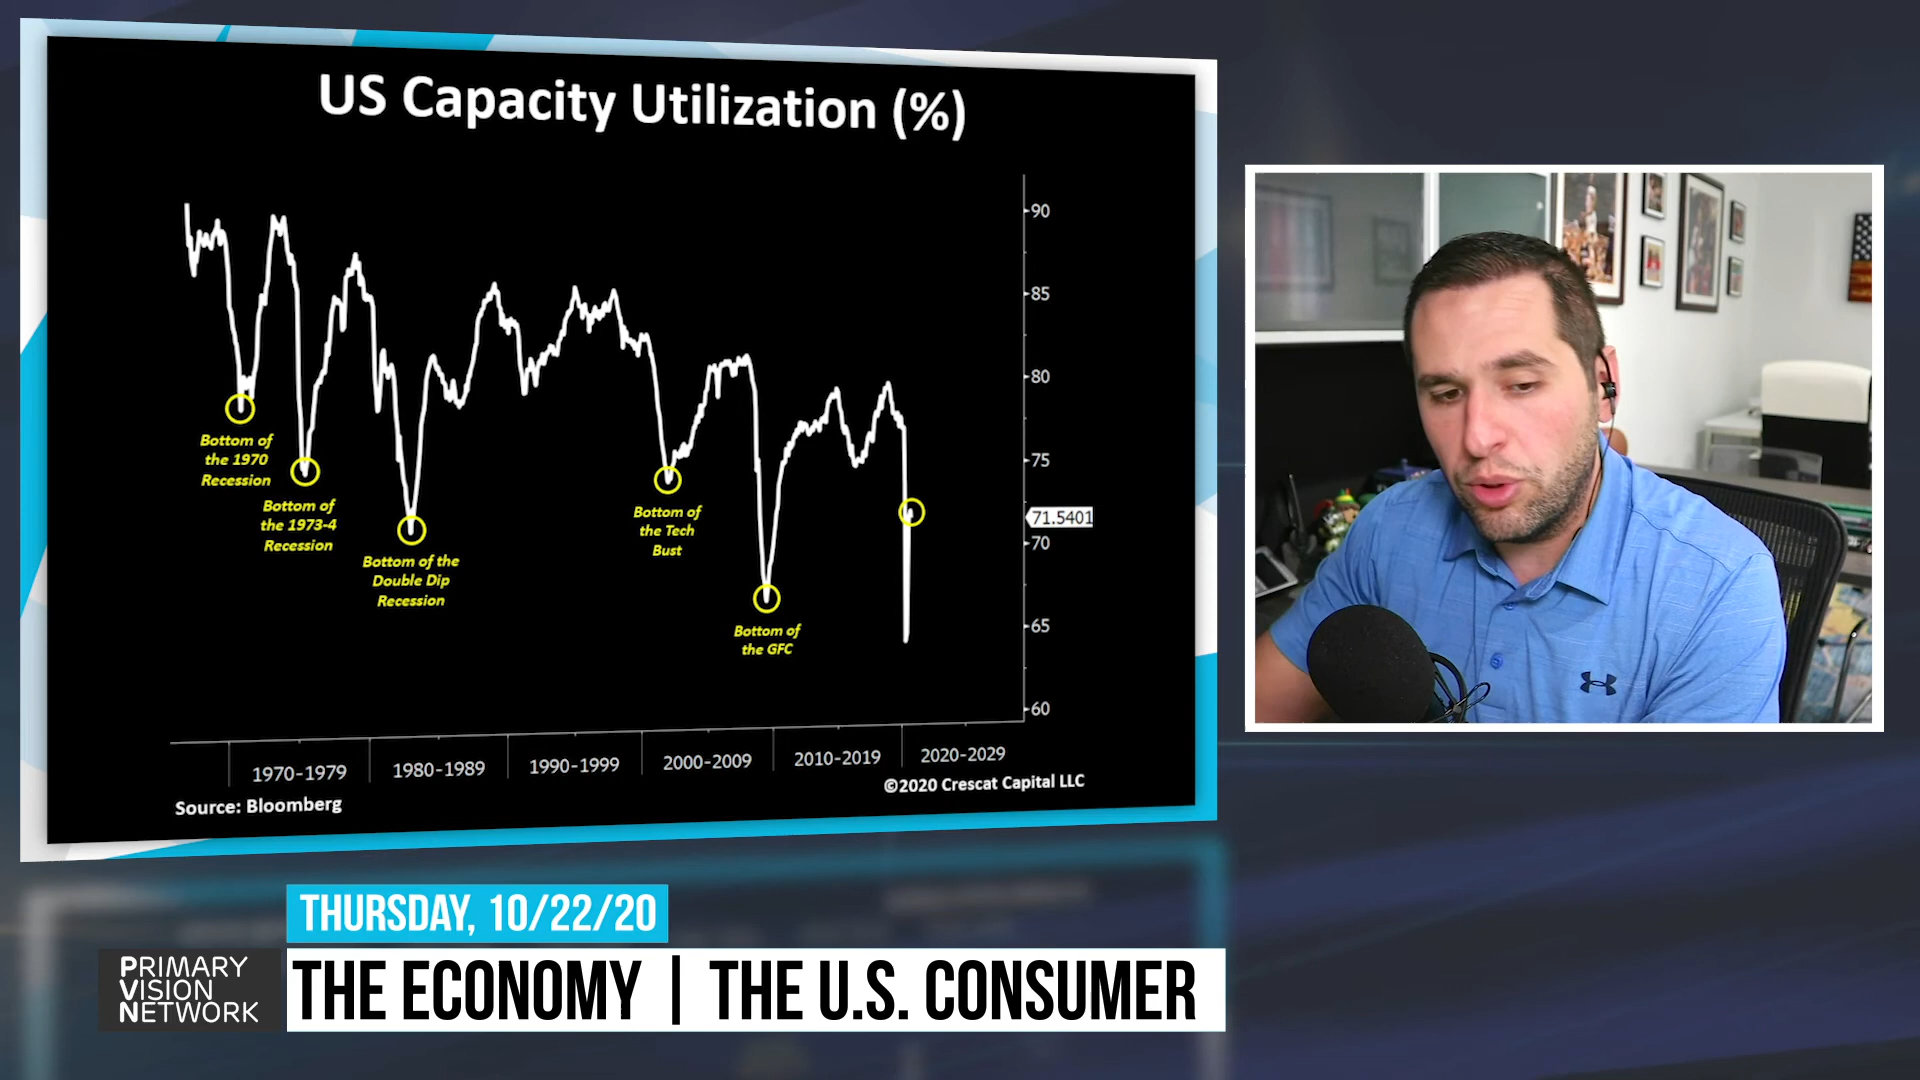 US Capacity Utilization (%)
90
85
80
75
71.5401
70
65
60
Bottom of
the 1970
Recession
Bottom of
the 1973-4
Recession
Bottom of the
Double Dip
Recession
Bottom of
the Tech
Bust
Bottom of
the GFC
1970-1979
1980-1989
1990-1999
2000-2009
2010-2019
2020-2029
©2020 Crescat Capital LLC
Source: Bloomberg
THURSDAY, 10/22/20
PRIMARY
VISION
NETWORK
THE ECONOMY | THE U.S. CONSUMER